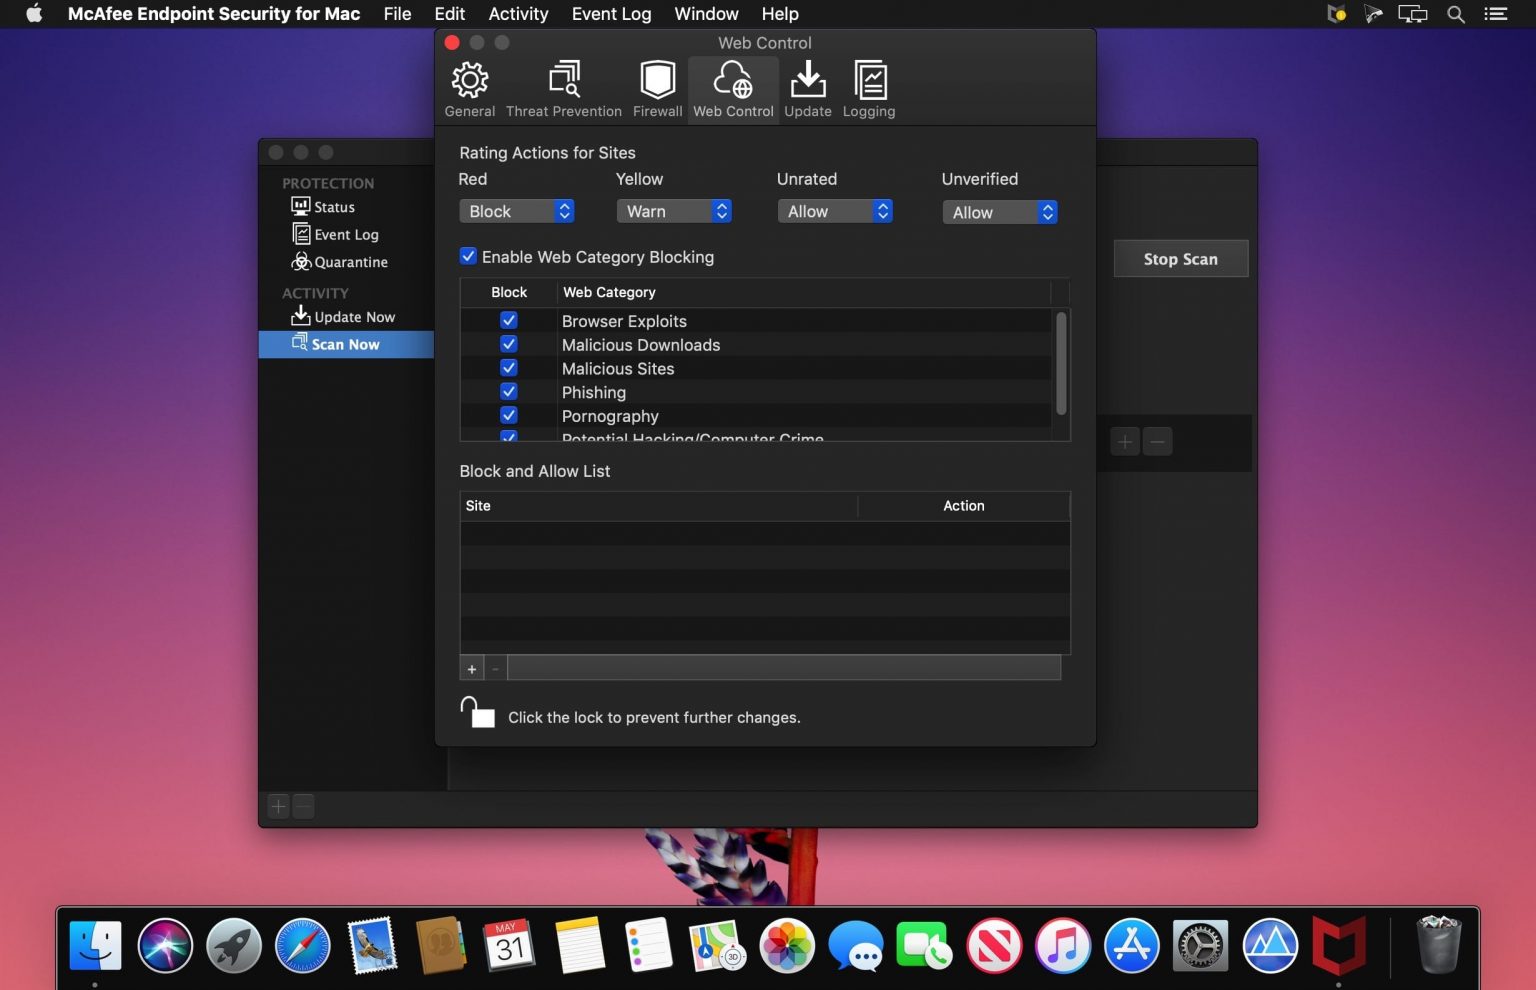 McAfee Endpoint Security for Mac File Edit Activity Event Log Window Help
Web Control
General Threat Prevention Firewall Web Control Update Logging
PROTECTION
Status
Event Log
Quarantine
ACTIVITY
Update Now
Scan Now
Rating Actions for Sites
Red Yellow Unrated Unverified
Block Warn Allow Allow
Enable Web Category Blocking
Block Web Category
Browser Exploits
Malicious Downloads
Malicious Sites
Phishing
Pornography
Potential Hacking/Computer Crime
Block and Allow List
Site Action
+ -
Click the lock to prevent further changes.
Stop Scan
+ −
+ −
MAY
31
3D